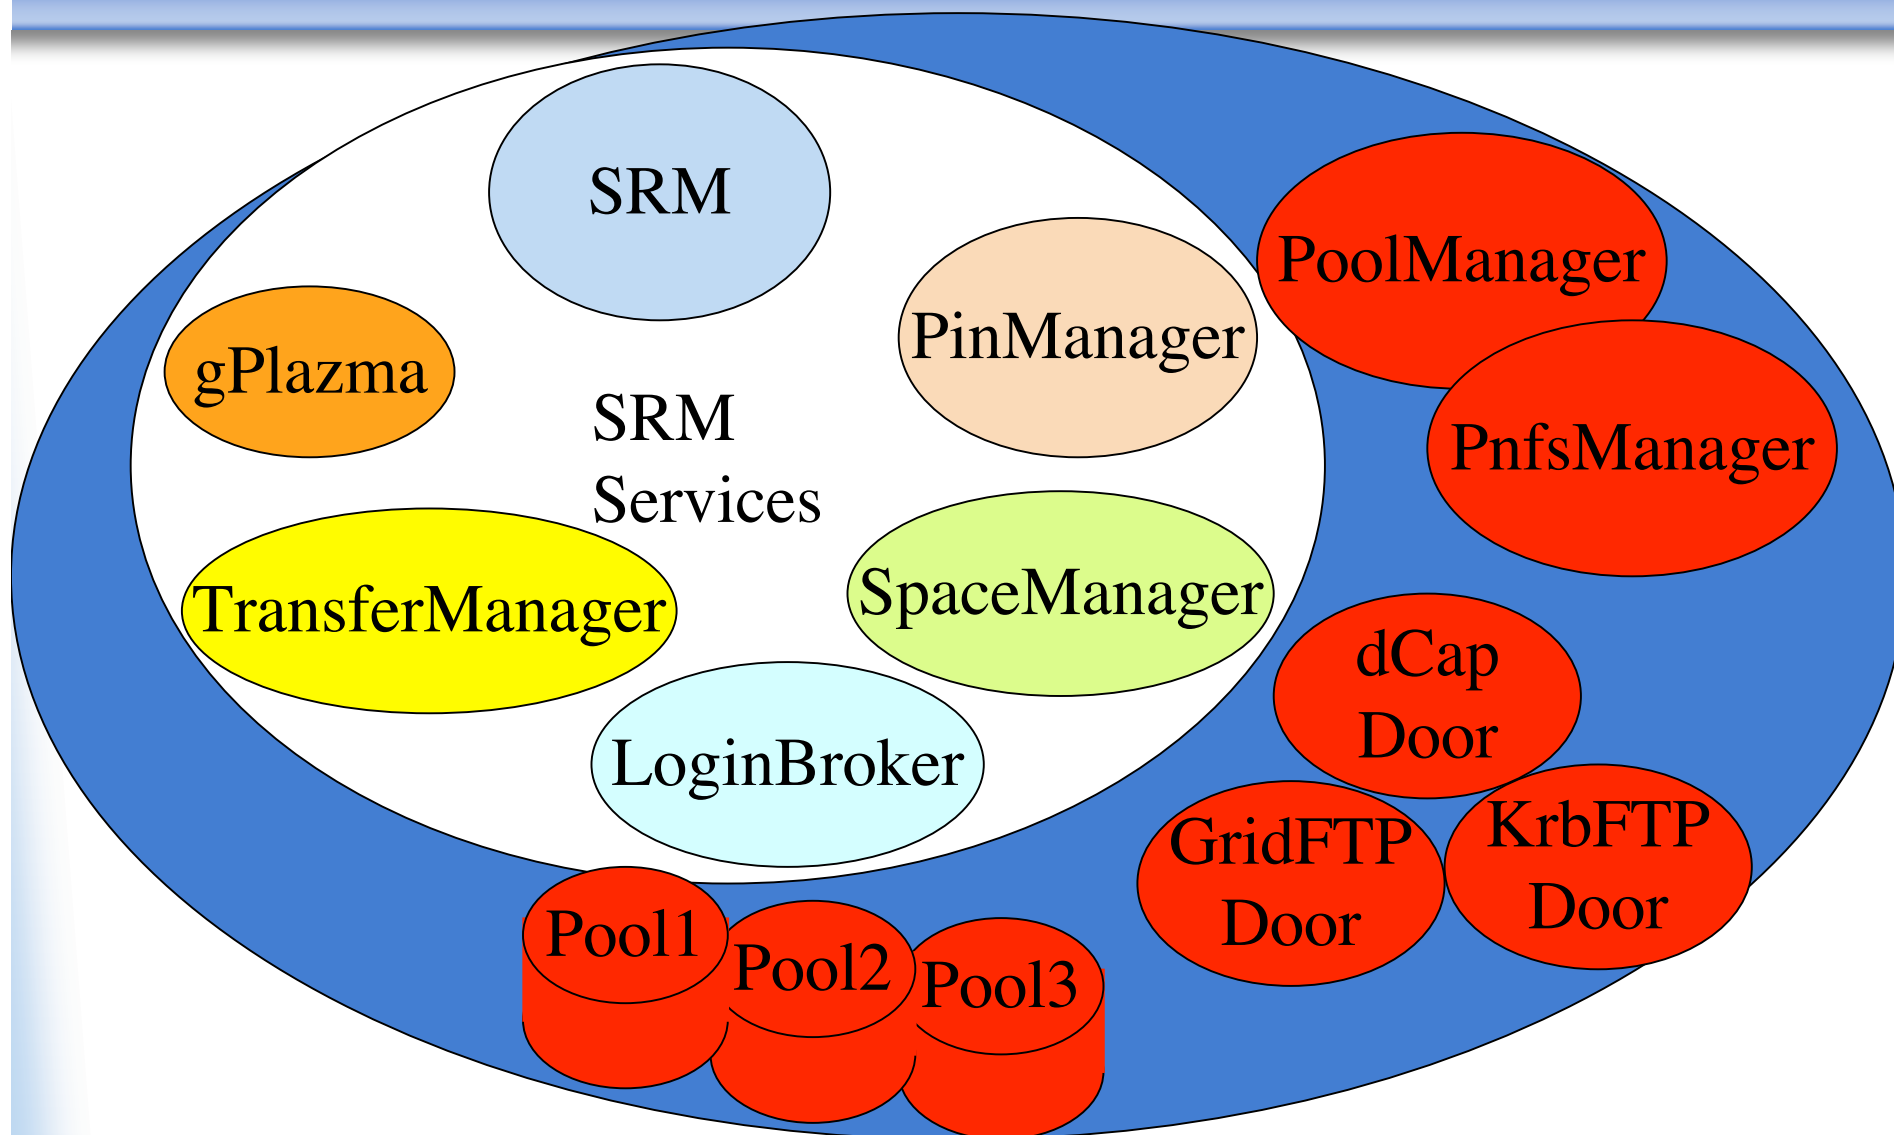 SRM
PoolManager
PinManager
gPlazma
SRM
Services
PnfsManager
TransferManager
SpaceManager
dCap
Door
LoginBroker
GridFTP
Door
KrbFTP
Door
Pool1
Pool2
Pool3